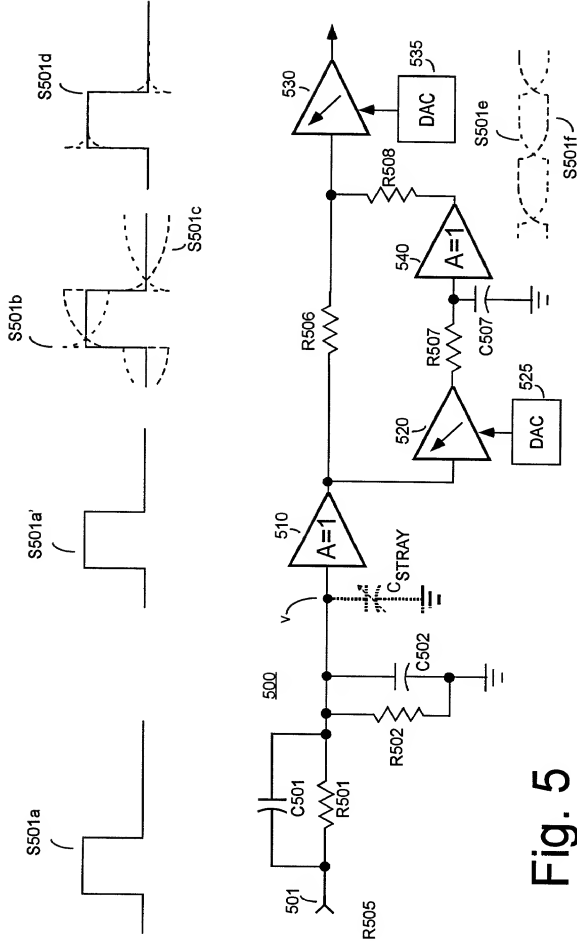 S501a
S501a'
S501b
S501c
S501d
501
R505
C501
R501
500
R502
C502
v
C STRAY
510
A=1
R506
520
DAC
525
R507
C507
540
A=1
R508
530
DAC
535
S501e
S501f
Fig. 5